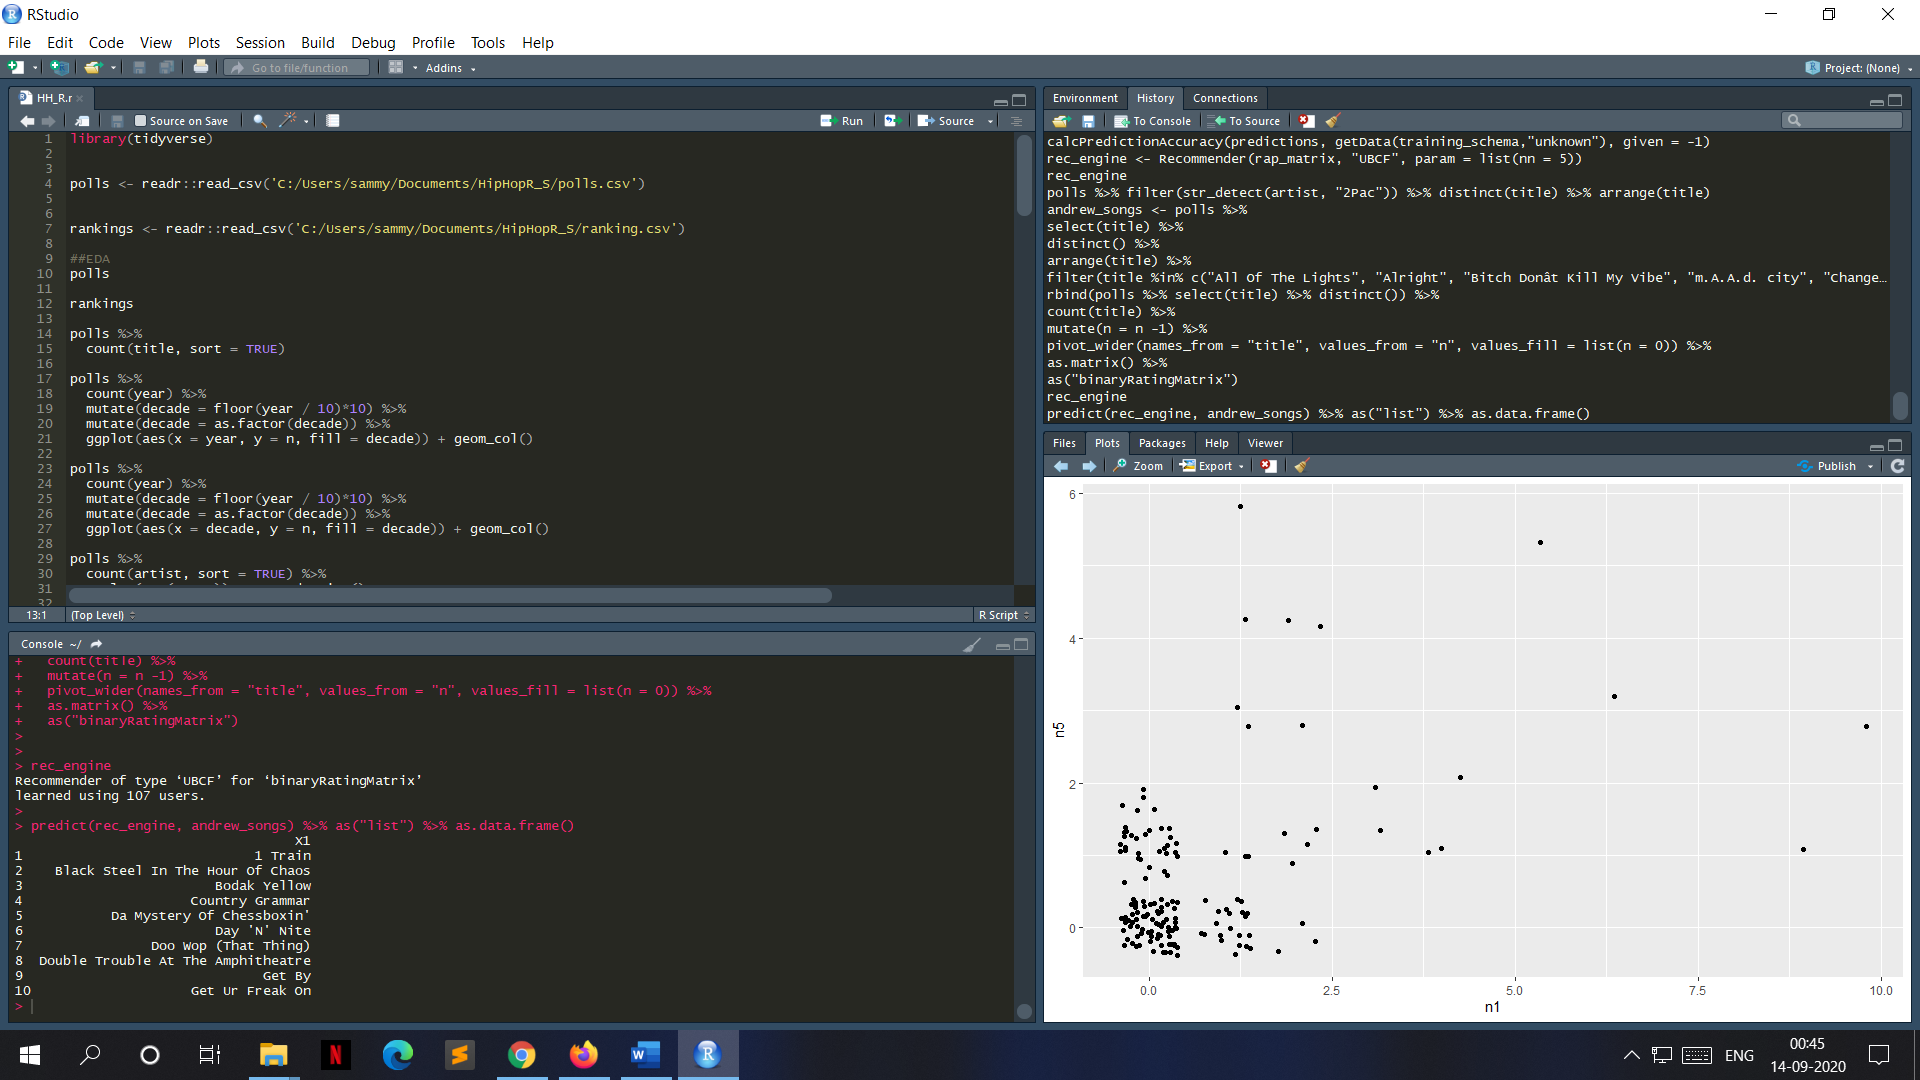 RStudio
File Edit Code View Plots Session Build Debug Profile Tools Help
Go to file/function Addins Project: (None)
HH_R.r
Source on Save Run Source
1 library(tidyverse)
2
3
4 polls <- readr::read_csv('C:/Users/sammy/Documents/HipHopR_S/polls.csv')
5
6
7 rankings <- readr::read_csv('C:/Users/sammy/Documents/HipHopR_S/ranking.csv')
8
9 ##EDA
10 polls
11
12 rankings
13
14 polls %>%
15 count(title, sort = TRUE)
16
17 polls %>%
18 count(year) %>%
19 mutate(decade = floor(year / 10)*10) %>%
20 mutate(decade = as.factor(decade)) %>%
21 ggplot(aes(x = year, y = n, fill = decade)) + geom_col()
22
23 polls %>%
24 count(year) %>%
25 mutate(decade = floor(year / 10)*10) %>%
26 mutate(decade = as.factor(decade)) %>%
27 ggplot(aes(x = decade, y = n, fill = decade)) + geom_col()
28
29 polls %>%
30 count(artist, sort = TRUE) %>%
31
32
13:1 (Top Level) R Script
Console ~/
+ count(title) %>%
+ mutate(n = n -1) %>%
+ pivot_wider(names_from = "title", values_from = "n", values_fill = list(n = 0)) %>%
+ as.matrix() %>%
+ as("binaryRatingMatrix")
>
>
> rec_engine
Recommender of type ‘UBCF’ for ‘binaryRatingMatrix’
learned using 107 users.
>
> predict(rec_engine, andrew_songs) %>% as("list") %>% as.data.frame()
X1
1 1 Train
2 Black Steel In The Hour Of Chaos
3 Bodak Yellow
4 Country Grammar
5 Da Mystery Of Chessboxin'
6 Day 'N' Nite
7 Doo Wop (That Thing)
8 Double Trouble At The Amphitheatre
9 Get By
10 Get Ur Freak On
>
Environment History Connections
To Console To Source
calcPredictionAccuracy(predictions, getData(training_schema,"unknown"), given = -1)
rec_engine <- Recommender(rap_matrix, "UBCF", param = list(nn = 5))
rec_engine
polls %>% filter(str_detect(artist, "2Pac")) %>% distinct(title) %>% arrange(title)
andrew_songs <- polls %>%
select(title) %>%
distinct() %>%
arrange(title) %>%
filter(title %in% c("All Of The Lights", "Alright", "Bitch Donât Kill My Vibe", "m.A.A.d. city", "Change…
rbind(polls %>% select(title) %>% distinct()) %>%
count(title) %>%
mutate(n = n -1) %>%
pivot_wider(names_from = "title", values_from = "n", values_fill = list(n = 0)) %>%
as.matrix() %>%
as("binaryRatingMatrix")
rec_engine
predict(rec_engine, andrew_songs) %>% as("list") %>% as.data.frame()
Files Plots Packages Help Viewer
Zoom Export Publish
6
4
2
0
n5
0.0 2.5 5.0 7.5 10.0
n1
ENG
00:45
14-09-2020